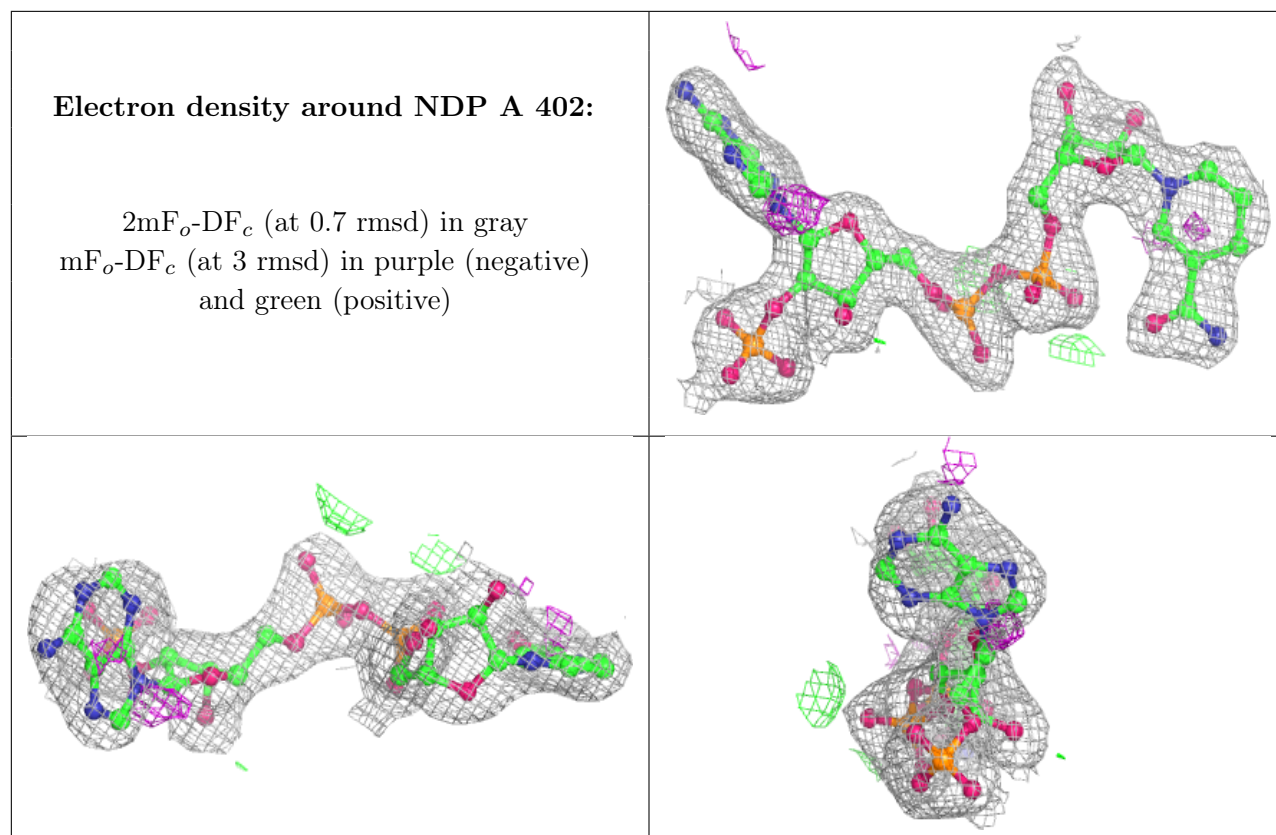 Electron density around NDP A 402:
2mFₒ-DF𝒸 (at 0.7 rmsd) in gray
mFₒ-DF𝒸 (at 3 rmsd) in purple (negative)
and green (positive)